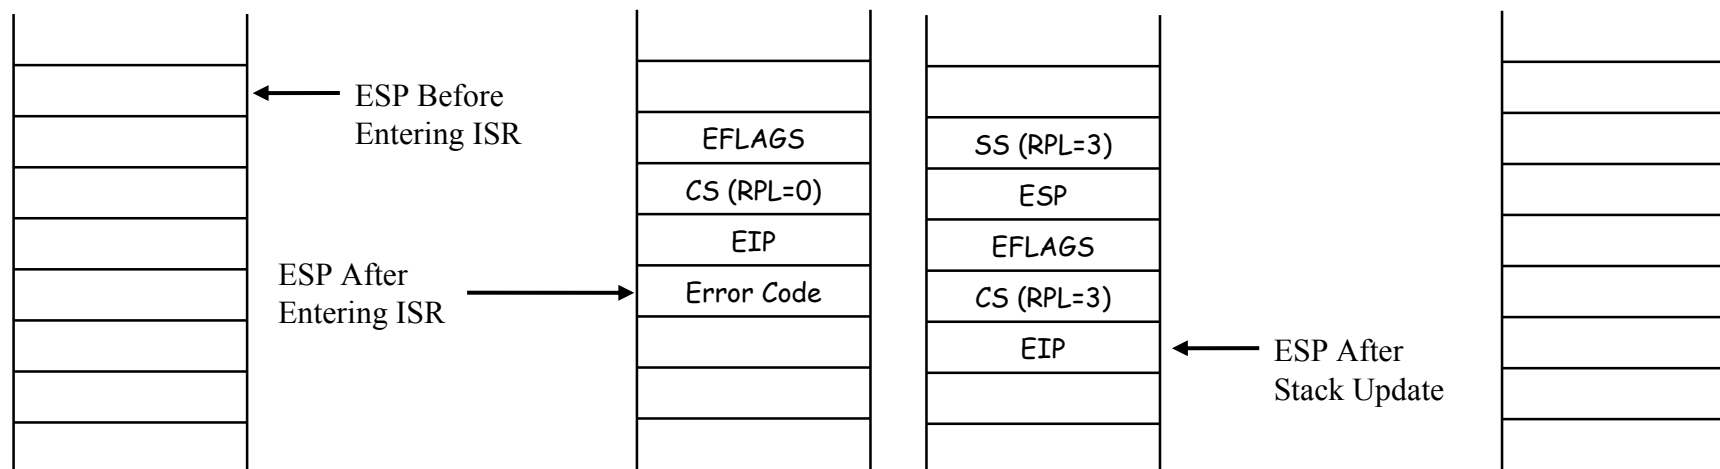 ESP Before
Entering ISR
ESP After
Entering ISR
EFLAGS
CS (RPL=0)
EIP
Error Code
SS (RPL=3)
ESP
EFLAGS
CS (RPL=3)
EIP
ESP After
Stack Update